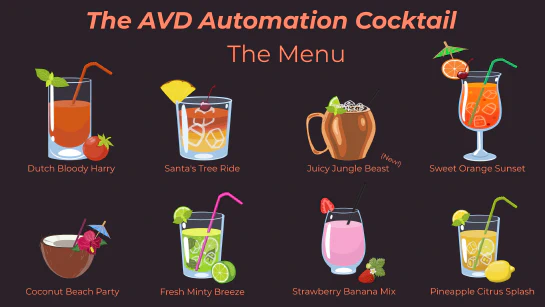 The AVD Automation Cocktail
The Menu
Dutch Bloody Harry
Santa's Tree Ride
Juicy Jungle Beast
(New)
Sweet Orange Sunset
Coconut Beach Party
Fresh Minty Breeze
Strawberry Banana Mix
Pineapple Citrus Splash